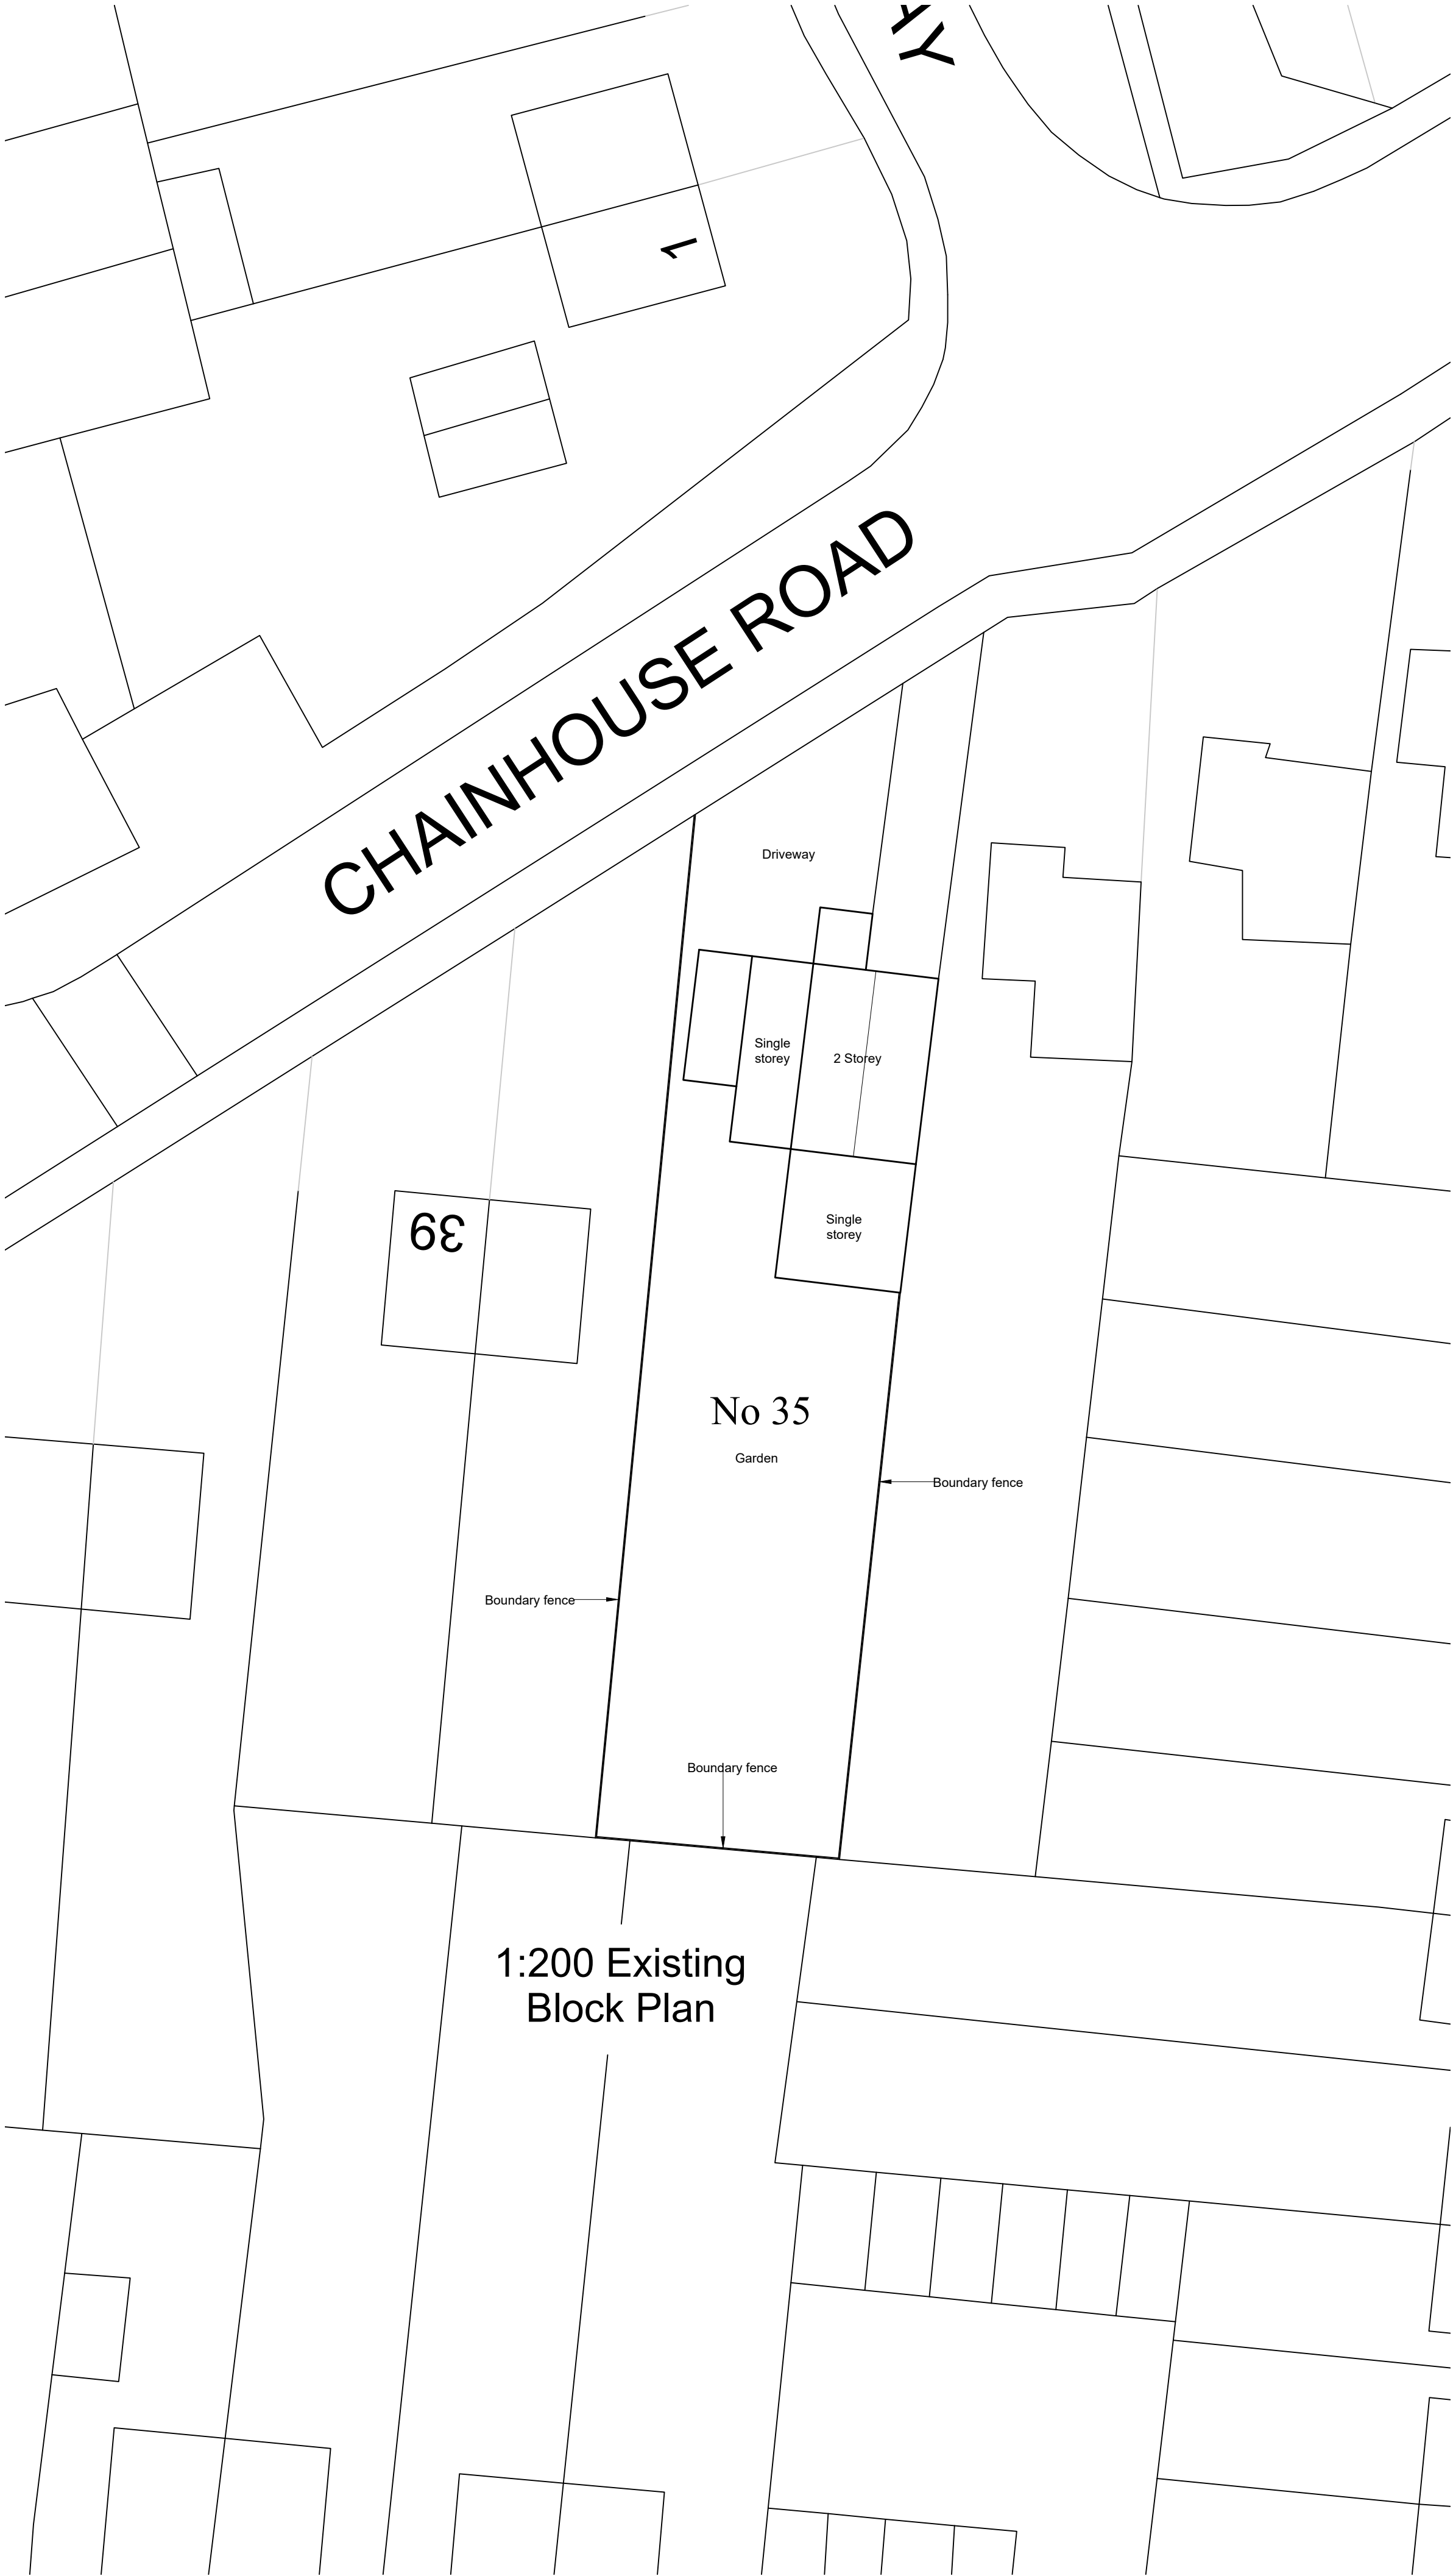 AY
1
CHAINHOUSE ROAD
Driveway
Single
storey
2 Storey
39
Single
storey
No 35
Garden
Boundary fence
Boundary fence
Boundary fence
1:200 Existing
Block Plan